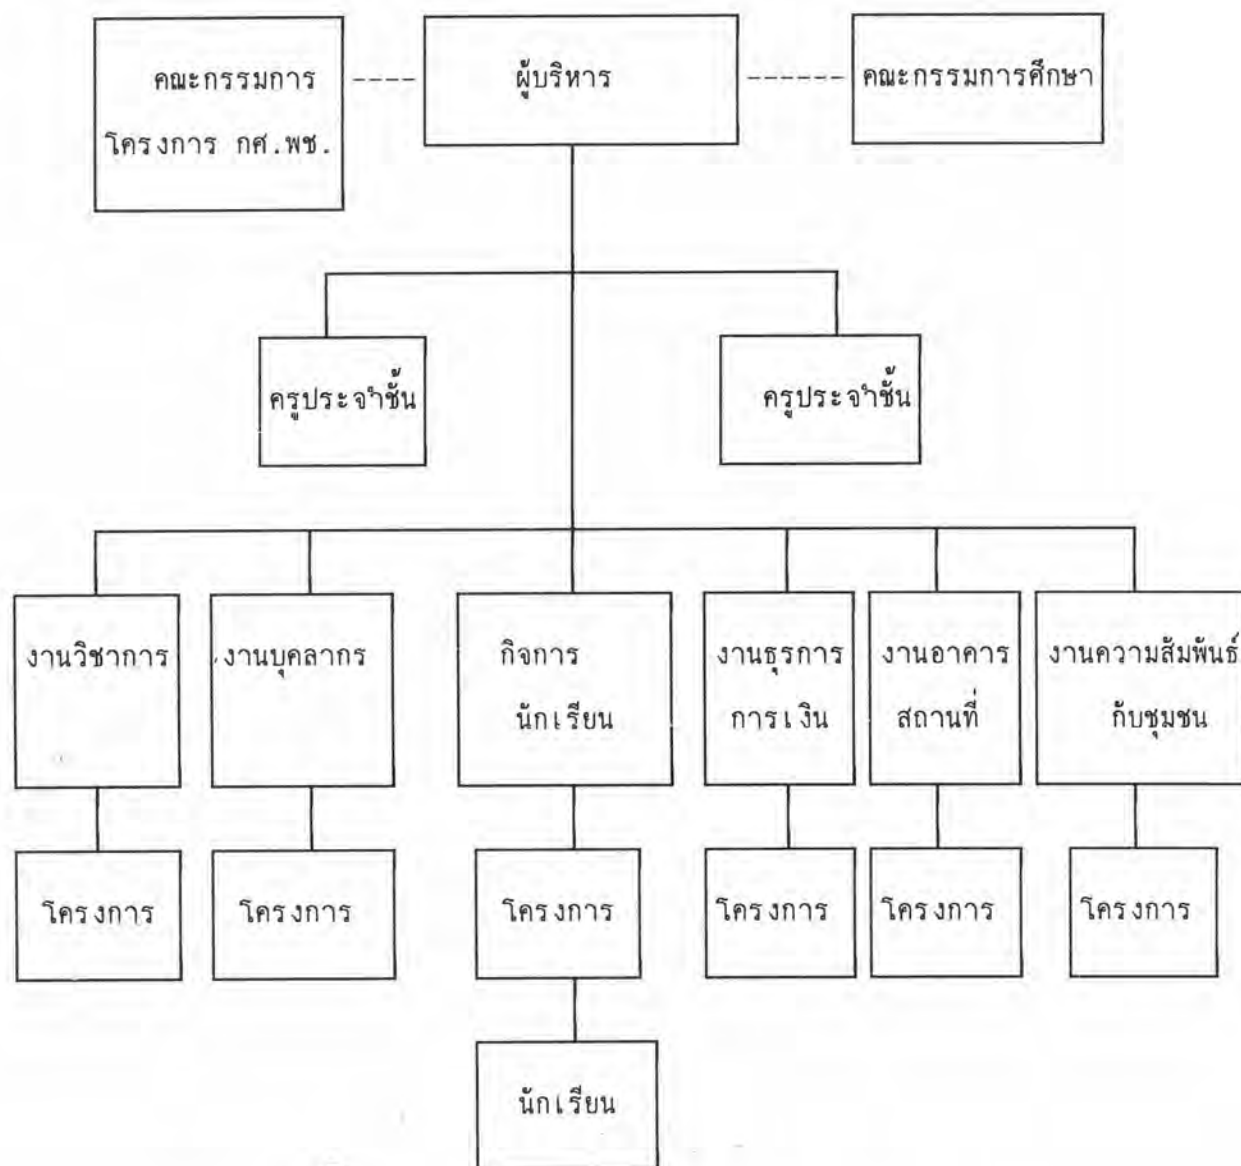 คณะกรรมการ
โครงการ กศ.พช.
ผู้บริหาร
คณะกรรมการศึกษา
ครูประจำชั้น
ครูประจำชั้น
งานวิชาการ
งานบุคลากร
กิจการ
นักเรียน
งานธุรการ
การเงิน
งานอาคาร
สถานที่
งานความสัมพันธ์
กับชุมชน
โครงการ
โครงการ
โครงการ
โครงการ
โครงการ
โครงการ
นักเรียน